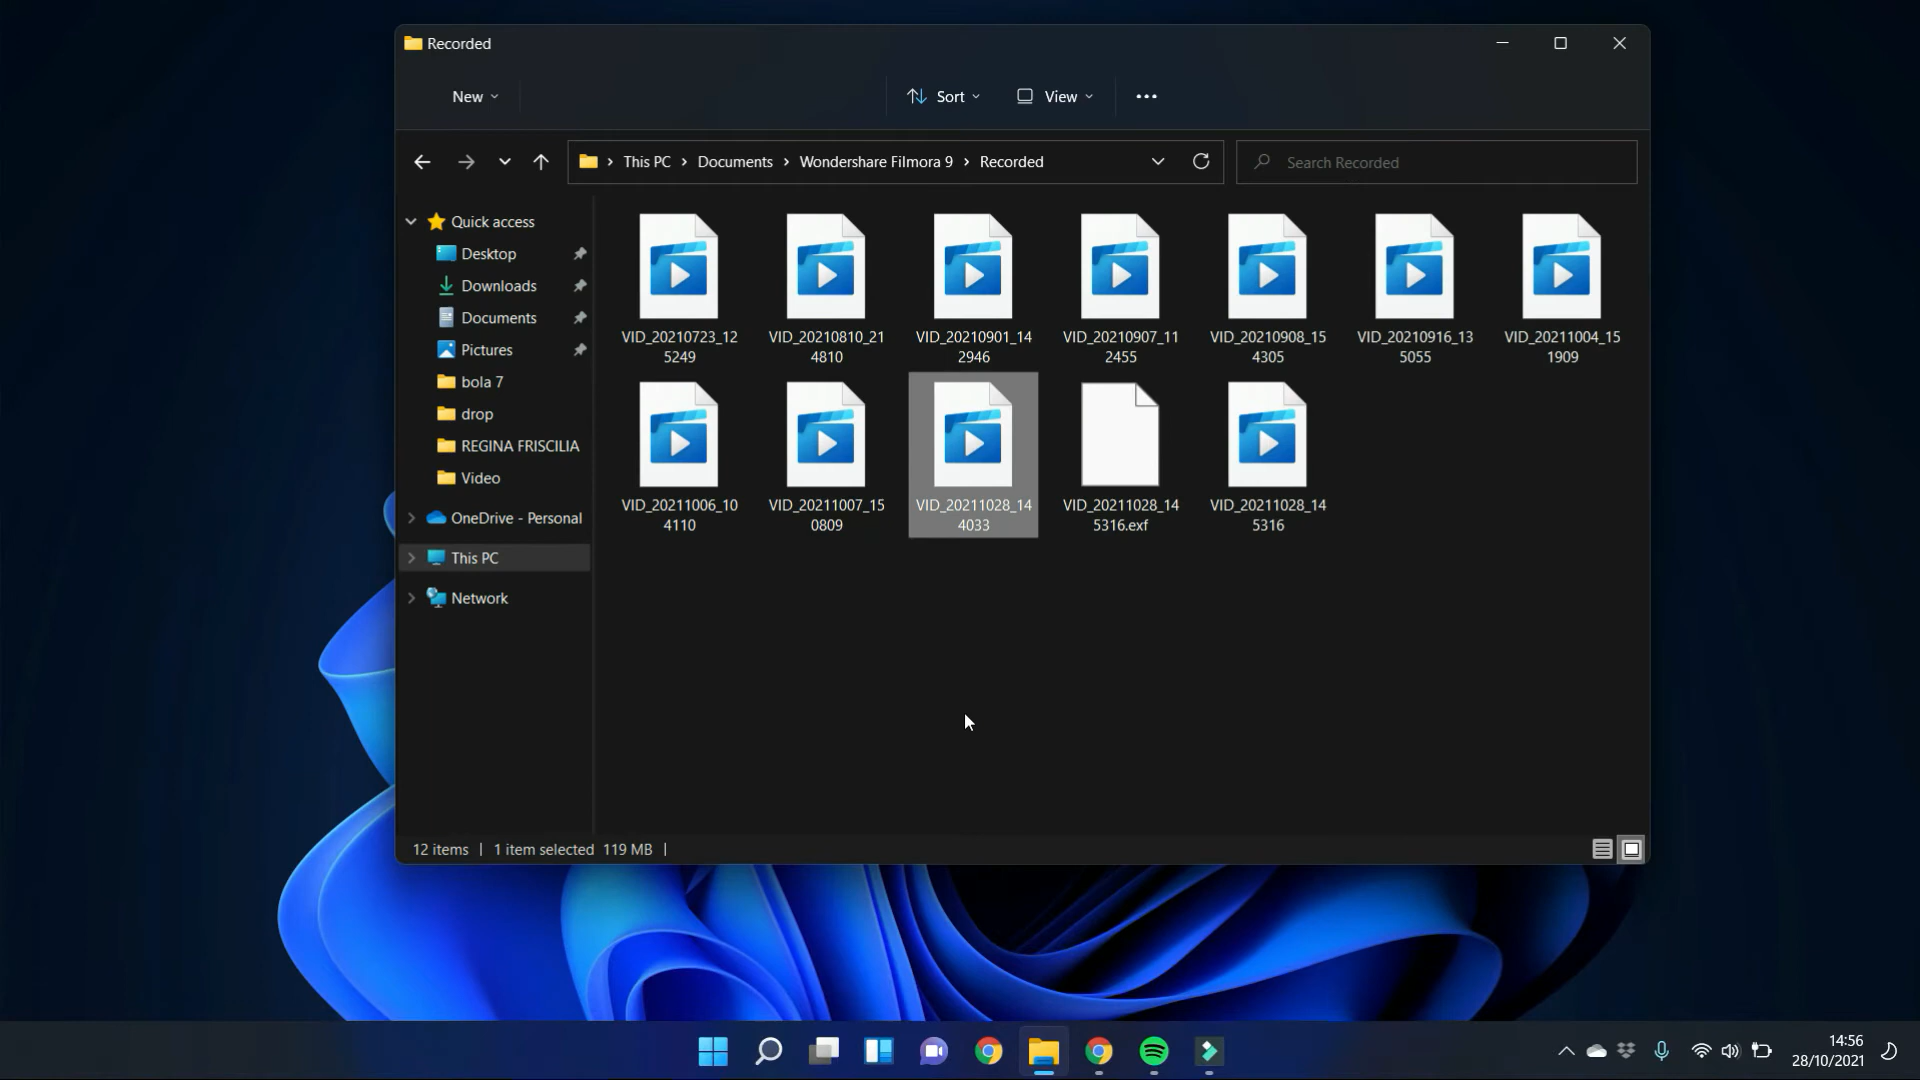 Recorded
New
Sort
View
This PC
Documents
Wondershare Filmora 9
Recorded
Search Recorded
Quick access
Desktop
Downloads
Documents
Pictures
bola 7
drop
REGINA FRISCILIA
Video
OneDrive - Personal
This PC
Network
VID_20210723_12
5249
VID_20210810_21
4810
VID_20210901_14
2946
VID_20210907_11
2455
VID_20210908_15
4305
VID_20210916_13
5055
VID_20211004_15
1909
VID_20211006_10
4110
VID_20211007_15
0809
VID_20211028_14
4033
VID_20211028_14
5316.exf
VID_20211028_14
5316
12 items | 1 item selected 119 MB |
14:56
28/10/2021